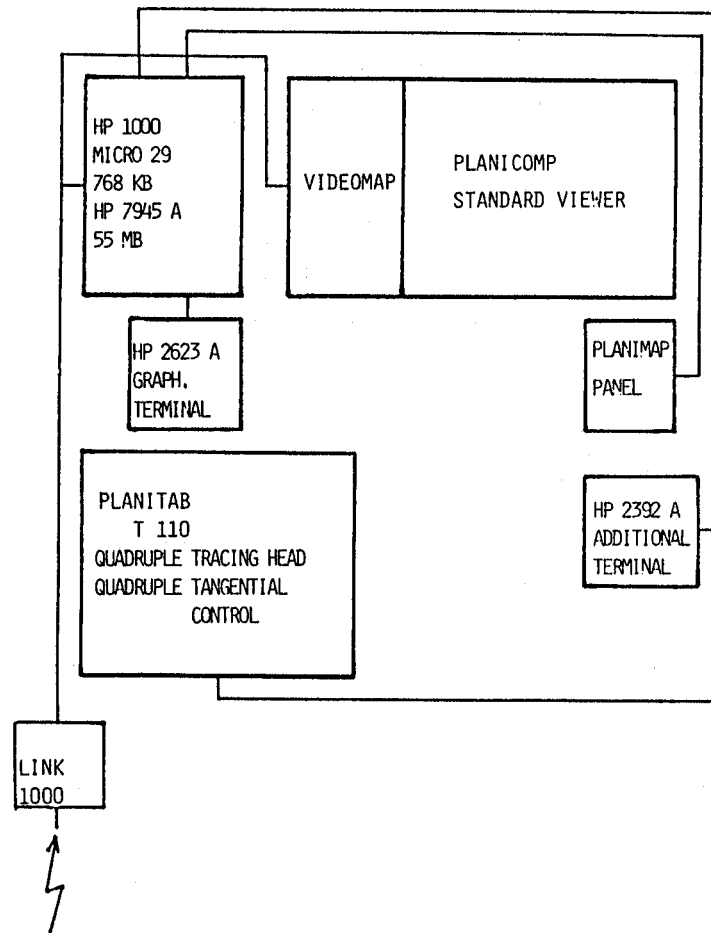 HP 1000
MICRO 29
768 KB
HP 7945 A
55 MB
VIDEOMAP
PLANICOMP
STANDARD VIEWER
HP 2623 A
GRAPH.
TERMINAL
PLANIMAP
PANEL
PLANITAB
T 110
QUADRUPLE TRACING HEAD
QUADRUPLE TANGENTIAL
CONTROL
HP 2392 A
ADDITIONAL
TERMINAL
LINK
1000